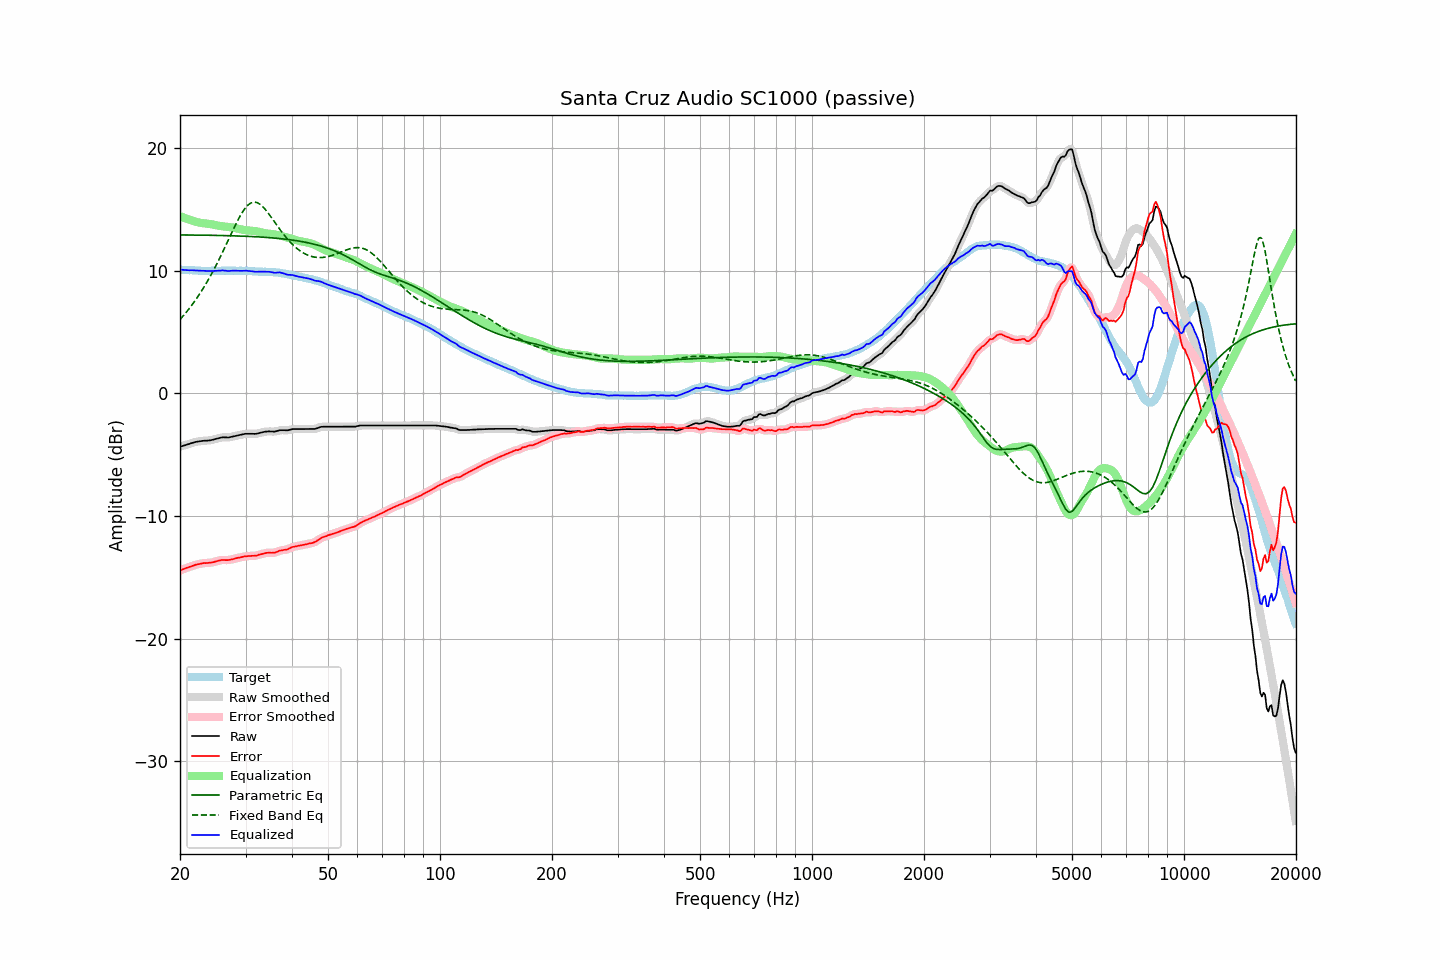 Santa Cruz Audio SC1000 (passive)
Amplitude (dBr)
20
10
0
−10
−20
−30
Target
Raw Smoothed
Error Smoothed
Raw
Error
Equalization
Parametric Eq
Fixed Band Eq
Equalized
20 50 100 200 500 1000 2000 5000 10000 20000
Frequency (Hz)